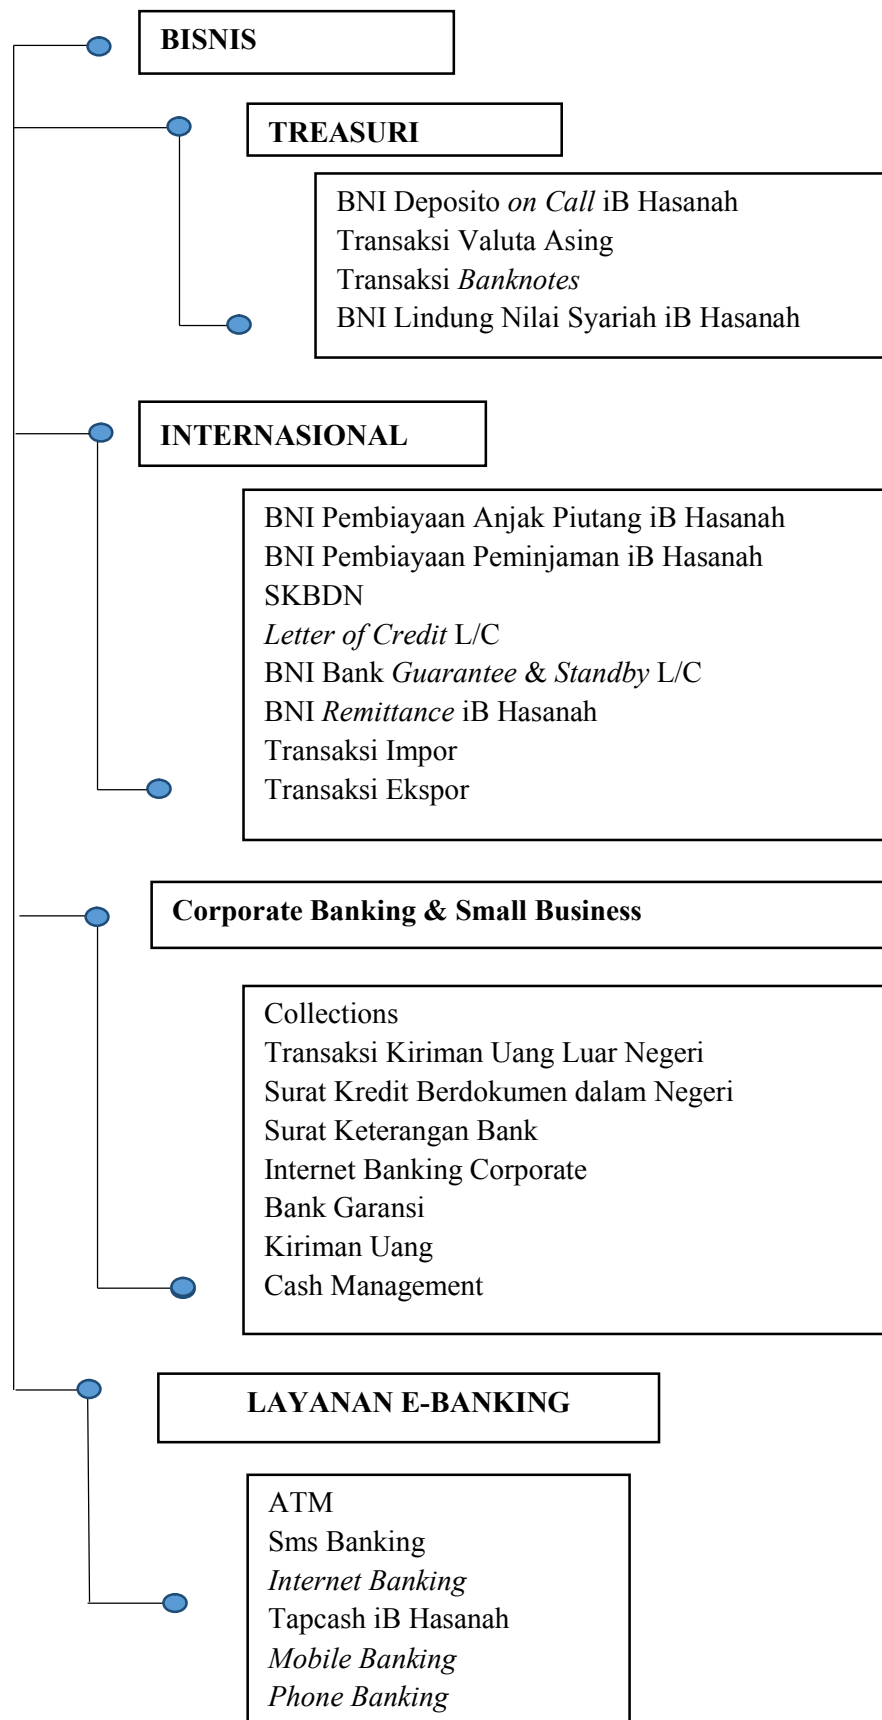 BISNIS
TREASURI
BNI Deposito on Call iB Hasanah
Transaksi Valuta Asing
Transaksi Banknotes
BNI Lindung Nilai Syariah iB Hasanah
INTERNASIONAL
BNI Pembiayaan Anjak Piutang iB Hasanah
BNI Pembiayaan Peminjaman iB Hasanah
SKBDN
Letter of Credit L/C
BNI Bank Guarantee & Standby L/C
BNI Remittance iB Hasanah
Transaksi Impor
Transaksi Ekspor
Corporate Banking & Small Business
Collections
Transaksi Kiriman Uang Luar Negeri
Surat Kredit Berdokumen dalam Negeri
Surat Keterangan Bank
Internet Banking Corporate
Bank Garansi
Kiriman Uang
Cash Management
LAYANAN E-BANKING
ATM
Sms Banking
Internet Banking
Tapcash iB Hasanah
Mobile Banking
Phone Banking